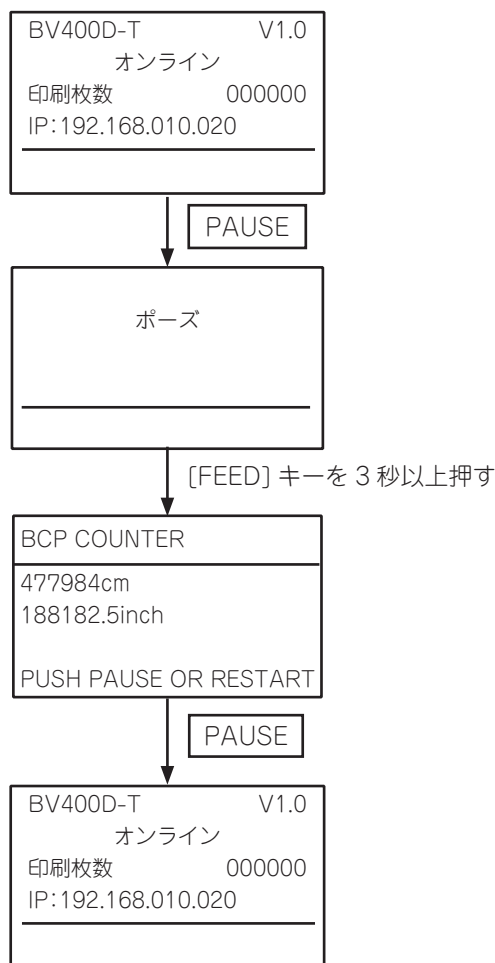 BV400D-T V1.0
オンライン
印刷枚数 000000
IP:192.168.010.020
PAUSE
ポーズ
[FEED] キーを 3 秒以上押す
BCP COUNTER
477984cm
188182.5inch
PUSH PAUSE OR RESTART
PAUSE
BV400D-T V1.0
オンライン
印刷枚数 000000
IP:192.168.010.020